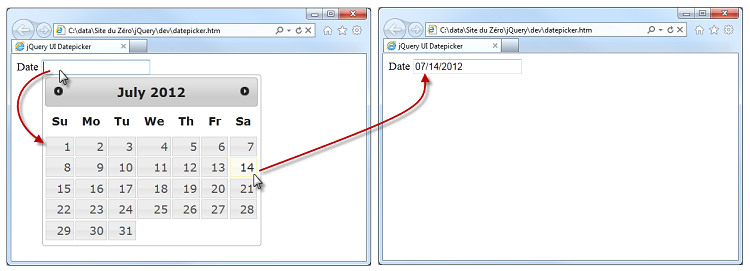 C:\data\Site du Zéro\jQuery\dev\datepicker.htm
jQuery UI Datepicker
Date
July 2012
Su Mo Tu We Th Fr Sa
1 2 3 4 5 6 7
8 9 10 11 12 13 14
15 16 17 18 19 20 21
22 23 24 25 26 27 28
29 30 31
C:\data\Site du Zéro\jQuery\dev\datepicker.htm
jQuery UI Datepicker
Date 07/14/2012